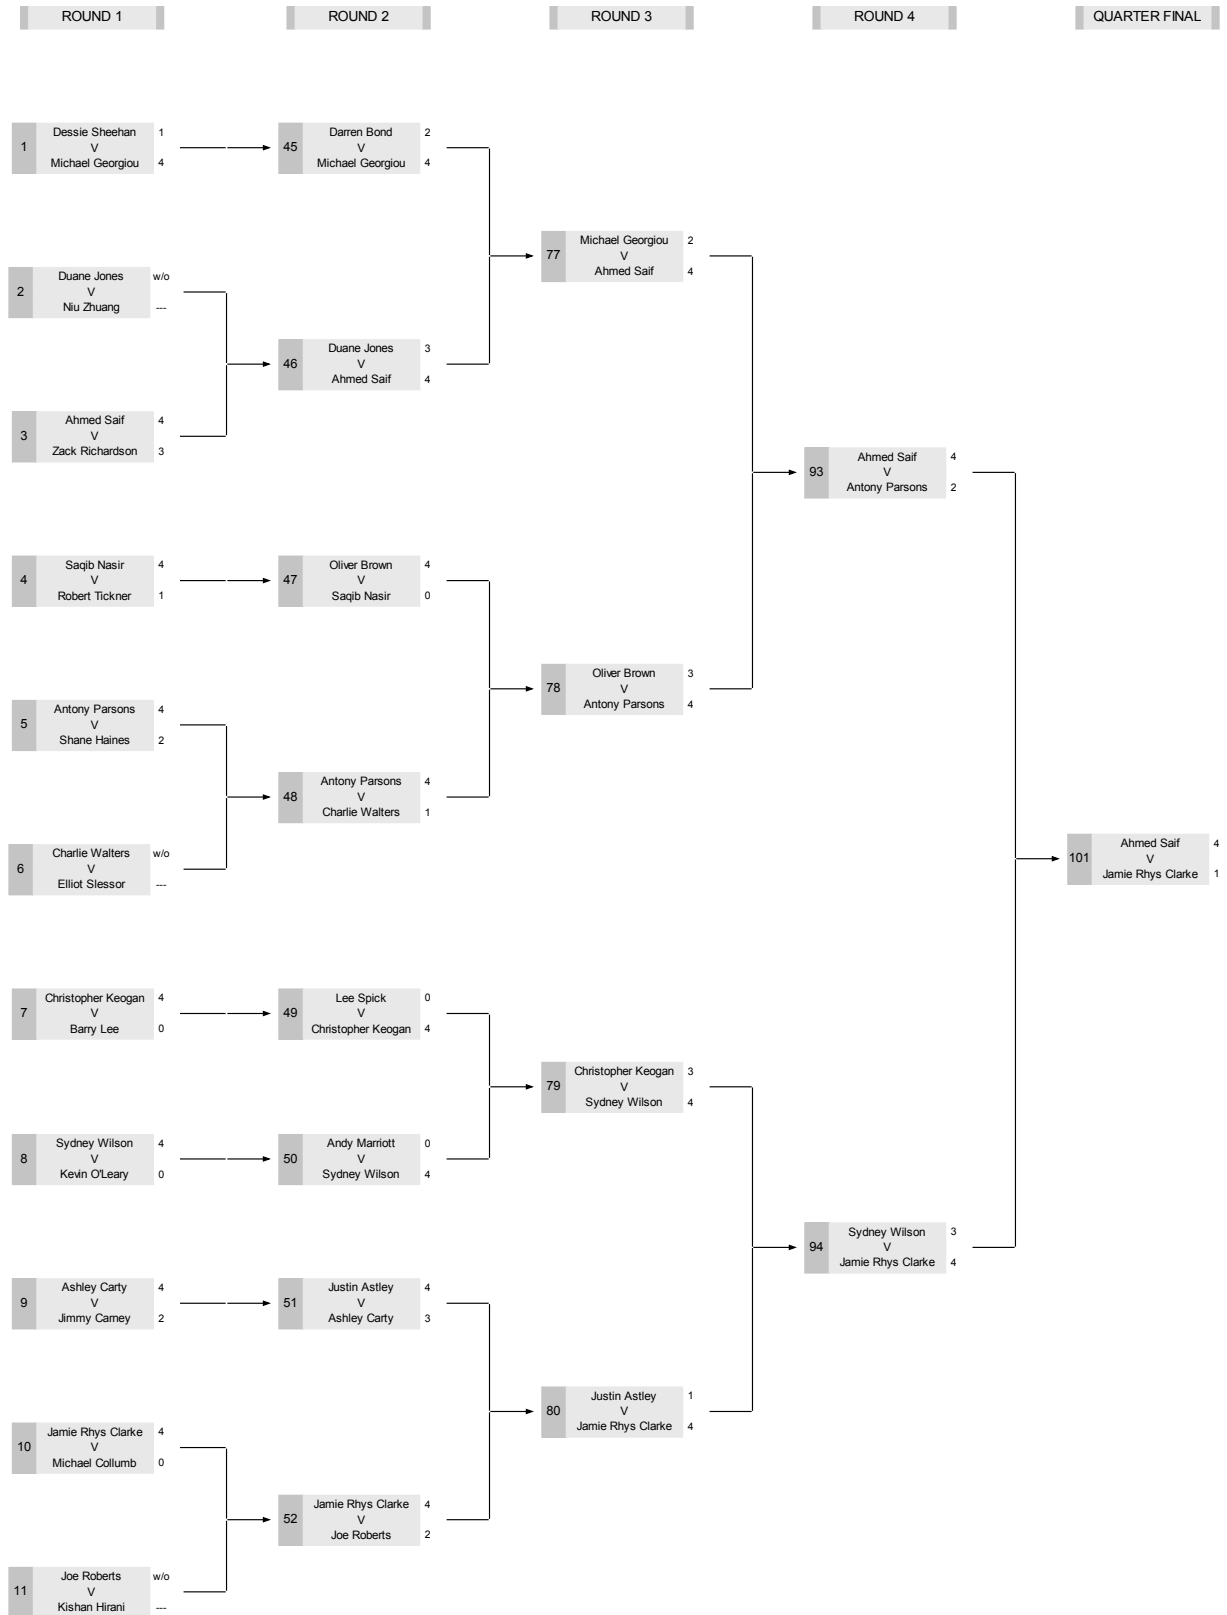 ROUND 1
ROUND 2
ROUND 3
ROUND 4
QUARTER FINAL
1
Dessie Sheehan 1
V
Michael Georgiou 4
2
Duane Jones w/o
V
Niu Zhuang ---
3
Ahmed Saif 4
V
Zack Richardson 3
4
Saqib Nasir 4
V
Robert Tickner 1
5
Antony Parsons 4
V
Shane Haines 2
6
Charlie Walters w/o
V
Elliot Slessor ---
7
Christopher Keogan 4
V
Barry Lee 0
8
Sydney Wilson 4
V
Kevin O'Leary 0
9
Ashley Carty 4
V
Jimmy Carney 2
10
Jamie Rhys Clarke 4
V
Michael Collumb 0
11
Joe Roberts w/o
V
Kishan Hirani ---
45
Darren Bond 2
V
Michael Georgiou 4
46
Duane Jones 3
V
Ahmed Saif 4
47
Oliver Brown 4
V
Saqib Nasir 0
48
Antony Parsons 4
V
Charlie Walters 1
49
Lee Spick 0
V
Christopher Keogan 4
50
Andy Marriott 0
V
Sydney Wilson 4
51
Justin Astley 4
V
Ashley Carty 3
52
Jamie Rhys Clarke 4
V
Joe Roberts 2
77
Michael Georgiou 2
V
Ahmed Saif 4
78
Oliver Brown 3
V
Antony Parsons 4
79
Christopher Keogan 3
V
Sydney Wilson 4
80
Justin Astley 1
V
Jamie Rhys Clarke 4
93
Ahmed Saif 4
V
Antony Parsons 2
94
Sydney Wilson 3
V
Jamie Rhys Clarke 4
101
Ahmed Saif 4
V
Jamie Rhys Clarke 1